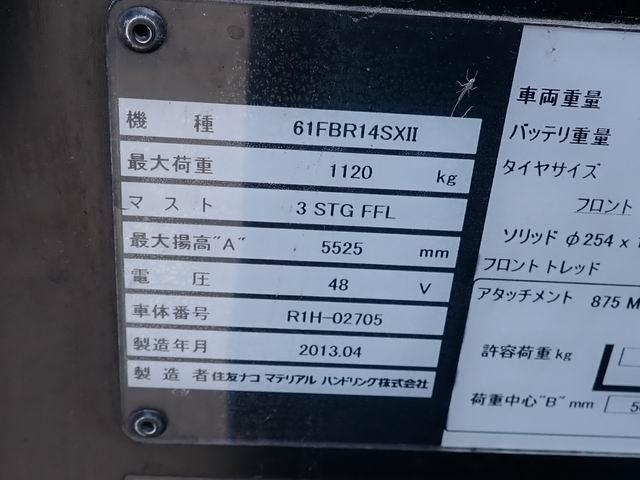 機 種 61FBR14SXII
最大荷重 1120 kg
マ ス ト 3 STG FFL
最大揚高"A" 5525 mm
電 圧 48 V
車体番号 R1H-02705
製造年月 2013.04
製 造 者 住友ナコ マテリアル ハンドリング株式会社
車両重量
バッテリ重量
タイヤサイズ
フロント
ソリッド φ254 x
フロントトレッド
アタッチメント 875
許容荷重 kg
荷重中心"B" mm